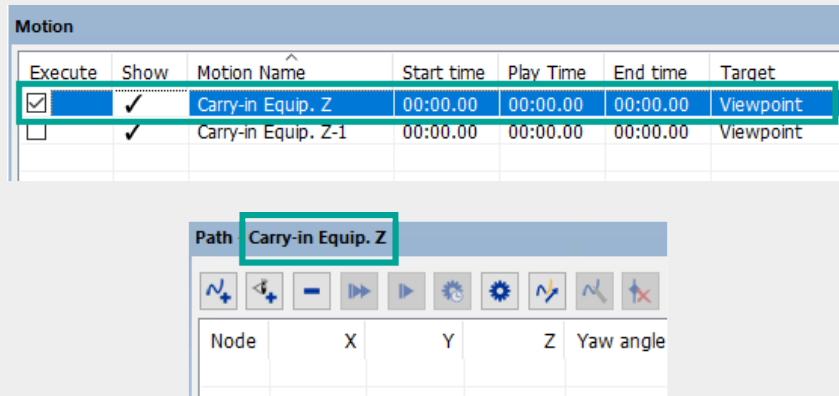 Motion
Execute Show Motion Name Start time Play Time End time Target
Carry-in Equip. Z 00:00.00 00:00.00 00:00.00 Viewpoint
Carry-in Equip. Z-1 00:00.00 00:00.00 00:00.00 Viewpoint
Path - Carry-in Equip. Z
Node X Y Z Yaw angle